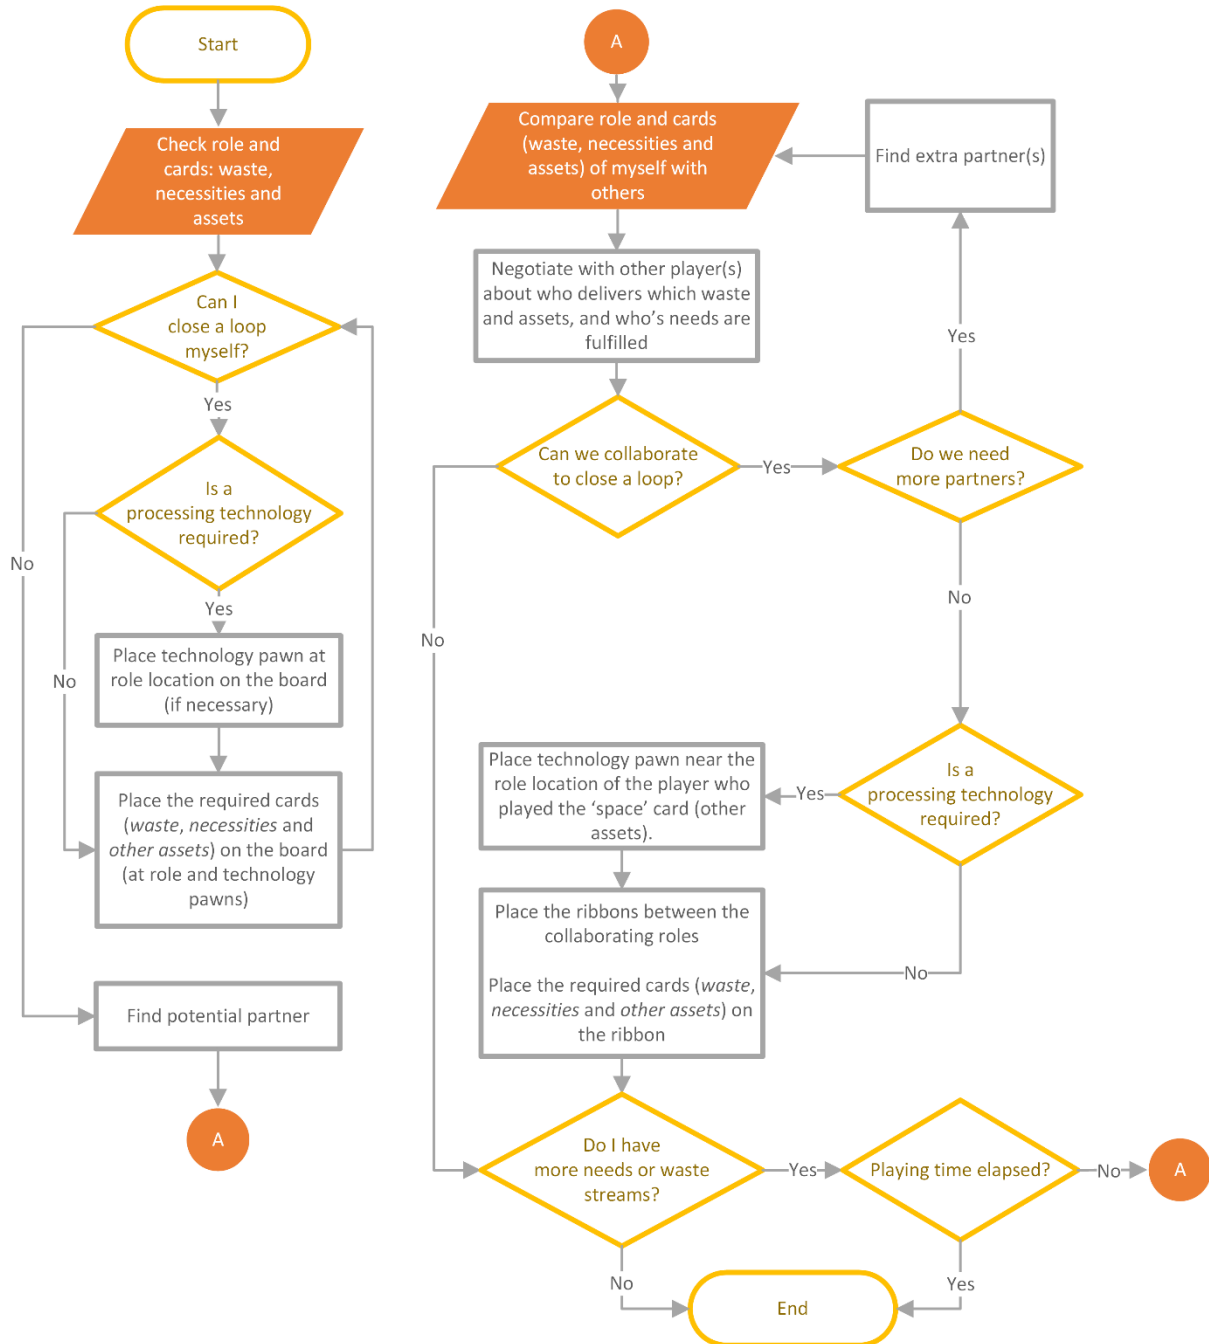 Start
Check role and
cards: waste,
necessities and
assets
Can I
close a loop
myself?
Yes
Is a
processing technology
required?
No
Yes
Place technology pawn at
role location on the board
(if necessary)
No
Place the required cards
(waste, necessities and
other assets) on the board
(at role and technology
pawns)
Find potential partner
A
A
Compare role and cards
(waste, necessities and
assets) of myself with
others
Find extra partner(s)
Negotiate with other player(s)
about who delivers which waste
and assets, and who's needs are
fulfilled
Yes
Can we collaborate
to close a loop?
Yes
Do we need
more partners?
No
No
Place technology pawn near the
role location of the player who
played the ‘space’ card (other
assets).
Yes
Is a
processing technology
required?
Place the ribbons between the
collaborating roles
Place the required cards (waste,
necessities and other assets) on
the ribbon
No
Do I have
more needs or waste
streams?
Yes
Playing time elapsed?
No
A
No
Yes
End